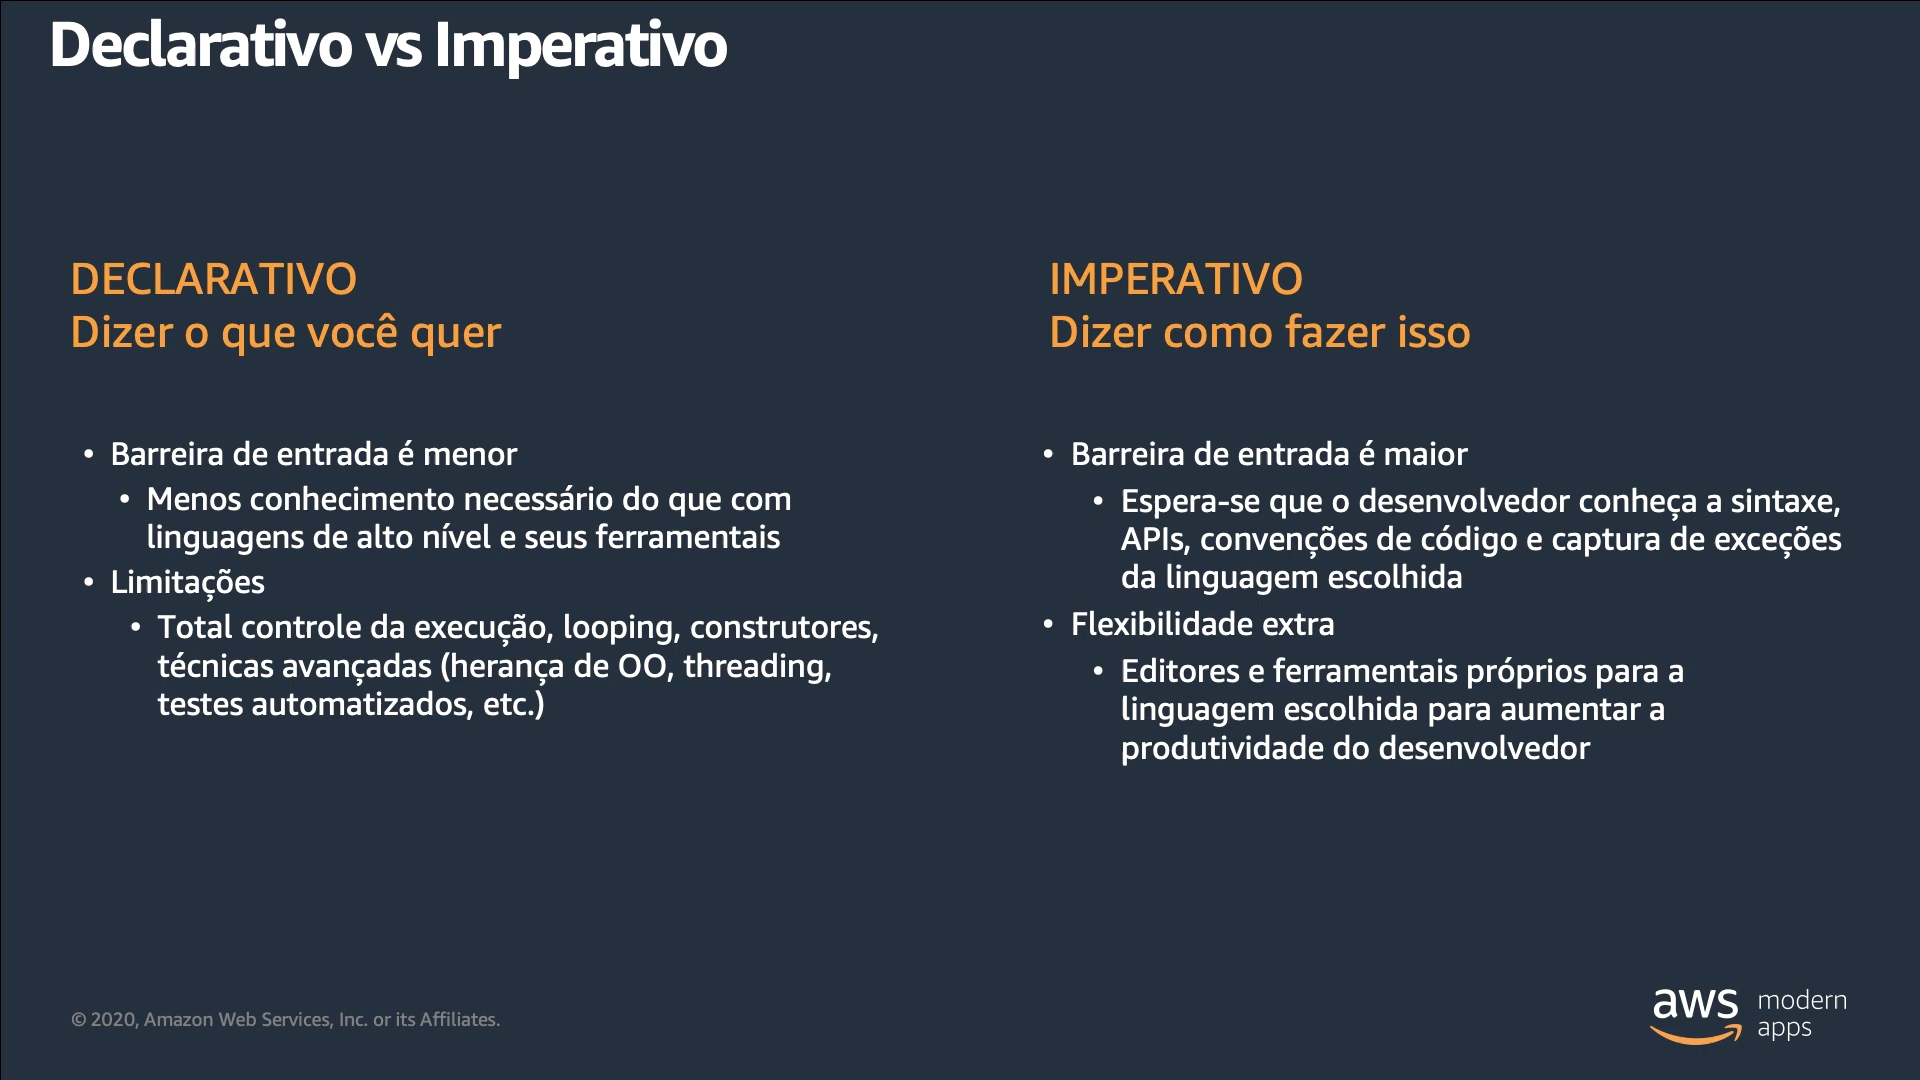 Declarativo vs Imperativo
DECLARATIVO
Dizer o que você quer
• Barreira de entrada é menor
• Menos conhecimento necessário do que com
linguagens de alto nível e seus ferramentais
• Limitações
• Total controle da execução, looping, construtores,
técnicas avançadas (herança de OO, threading,
testes automatizados, etc.)
IMPERATIVO
Dizer como fazer isso
• Barreira de entrada é maior
• Espera-se que o desenvolvedor conheça a sintaxe,
APIs, convenções de código e captura de exceções
da linguagem escolhida
• Flexibilidade extra
• Editores e ferramentais próprios para a
linguagem escolhida para aumentar a
produtividade do desenvolvedor
© 2020, Amazon Web Services, Inc. or its Affiliates.
aws modern
apps